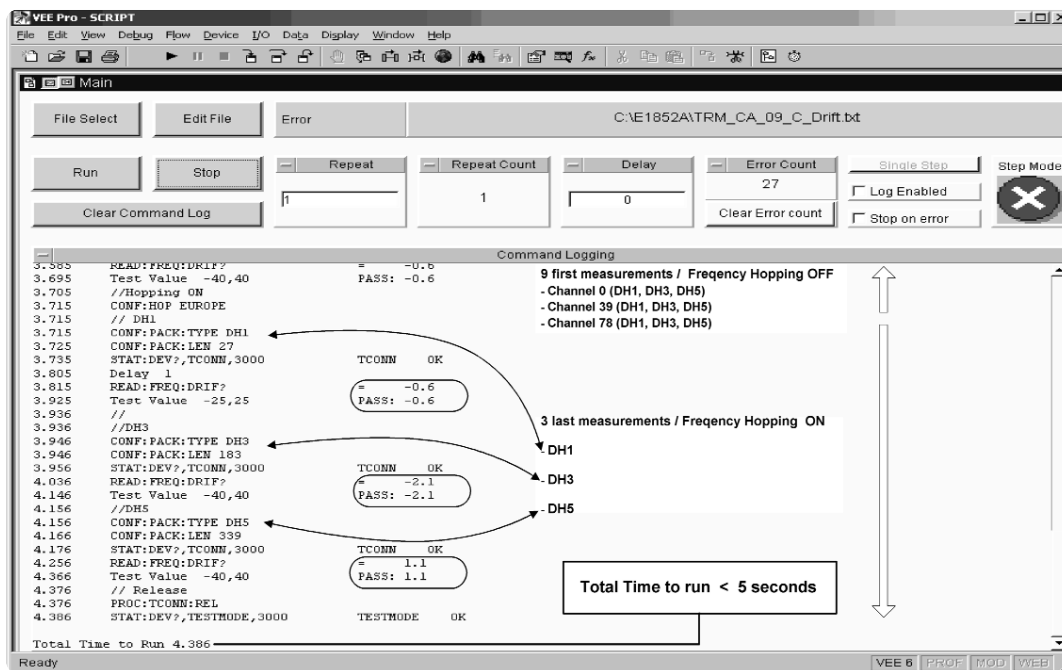 VEE Pro - SCRIPT
File Edit View Debug Flow Device I/O Data Display Window Help
Main
File Select
Edit File
Error
C:\E1852A\TRM_CA_09_C_Drift.txt
Run
Stop
Repeat
1
Repeat Count
1
Delay
0
Error Count
27
Clear Error count
Single Step
Log Enabled
Stop on error
Step Mode
Clear Command Log
Command Logging
3.585 READ:FREQ:DRIF? = -0.6
3.695 Test Value -40,40 PASS: -0.6
3.705 //Hopping ON
3.715 CONF:HOP EUROPE
3.715 // DH1
3.715 CONF:PACK:TYPE DH1
3.725 CONF:PACK:LEN 27
3.735 STAT:DEV?,TCONN,3000 TCONN OK
3.805 Delay 1
3.815 READ:FREQ:DRIF? = -0.6
3.925 Test Value -25,25 PASS: -0.6
3.936 //
3.936 //DH3
3.946 CONF:PACK:TYPE DH3
3.946 CONF:PACK:LEN 183
3.956 STAT:DEV?,TCONN,3000 TCONN OK
4.036 READ:FREQ:DRIF? = -2.1
4.146 Test Value -40,40 PASS: -2.1
4.156 //DH5
4.156 CONF:PACK:TYPE DH5
4.166 CONF:PACK:LEN 339
4.176 STAT:DEV?,TCONN,3000 TCONN OK
4.256 READ:FREQ:DRIF? = 1.1
4.366 Test Value -40,40 PASS: 1.1
4.376 // Release
4.376 PROC:TCONN:REL
4.386 STAT:DEV?,TESTMODE,3000 TESTMODE OK
Total Time to Run 4.386
9 first measurements / Freqency Hopping OFF
- Channel 0 (DH1, DH3, DH5)
- Channel 39 (DH1, DH3, DH5)
- Channel 78 (DH1, DH3, DH5)
3 last measurements / Freqency Hopping ON
- DH1
- DH3
- DH5
Total Time to run < 5 seconds
Ready
VEE 6 PROF MOD WEB